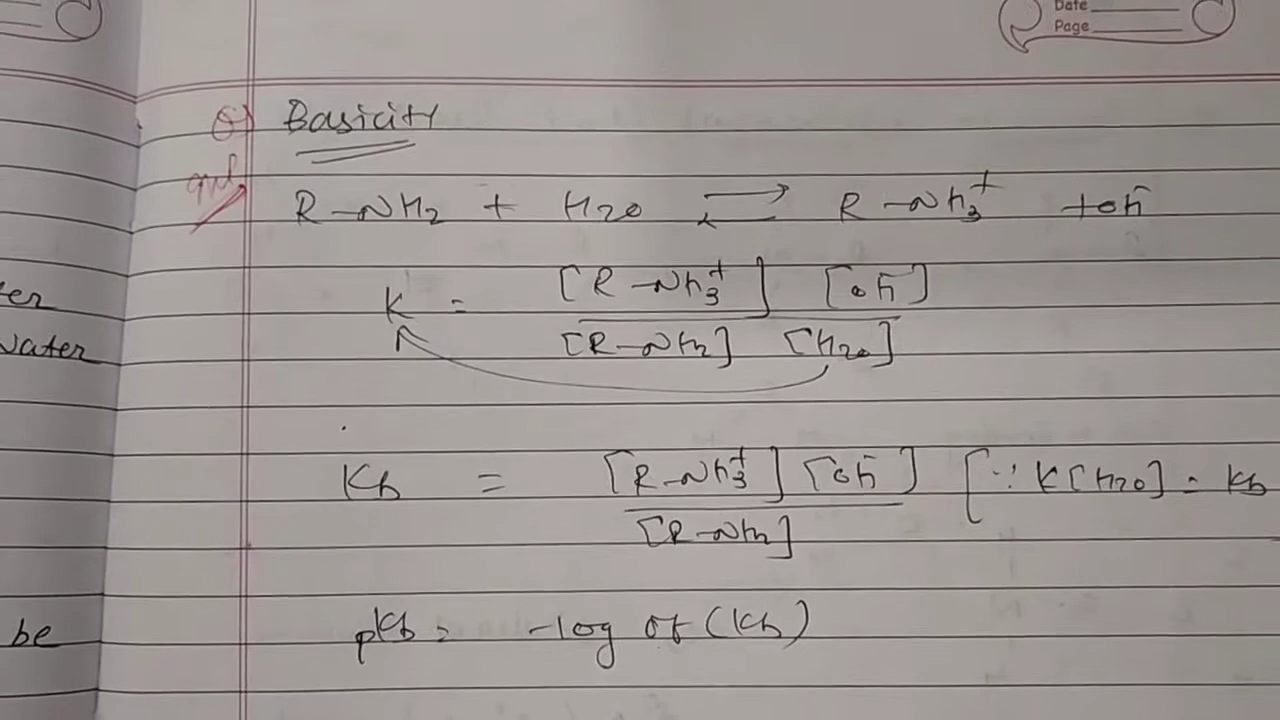 Date
Page
Basicity
R-NH2 + H2O ⇌ R-Nh3+ + oh-
K = [R-Nh3+] [oh-]
[R-NH2] [H2o]
ter
water
Kb = [R-Nh3+] [oh-] [∵ K[H2O] = Kb
[R-NH2]
be
pKb = -log of (Kb)